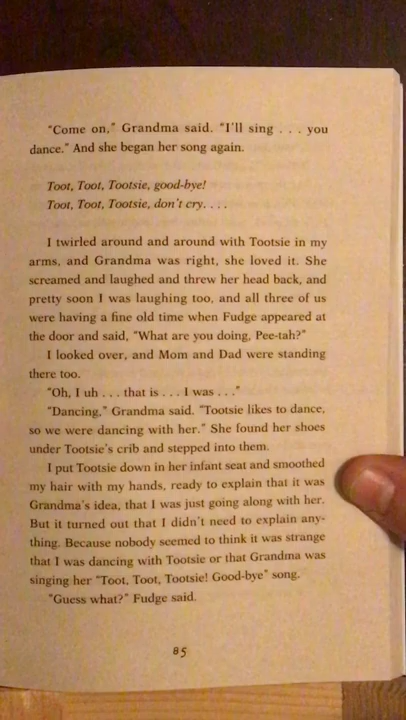 "Come on," Grandma said. "I'll sing . . . you
dance." And she began her song again.
Toot, Toot, Tootsie, good-bye!
Toot, Toot, Tootsie, don't cry. . . .
I twirled around and around with Tootsie in my
arms, and Grandma was right, she loved it. She
screamed and laughed and threw her head back, and
pretty soon I was laughing too, and all three of us
were having a fine old time when Fudge appeared at
the door and said, "What are you doing, Pee-tah?"
I looked over, and Mom and Dad were standing
there too.
"Oh, I uh . . . that is . . . I was . . ."
"Dancing," Grandma said. "Tootsie likes to dance,
so we were dancing with her." She found her shoes
under Tootsie's crib and stepped into them.
I put Tootsie down in her infant seat and smoothed
my hair with my hands, ready to explain that it was
Grandma's idea, that I was just going along with her.
But it turned out that I didn't need to explain any-
thing. Because nobody seemed to think it was strange
that I was dancing with Tootsie or that Grandma was
singing her "Toot, Toot, Tootsie! Good-bye" song.
"Guess what?" Fudge said.
85